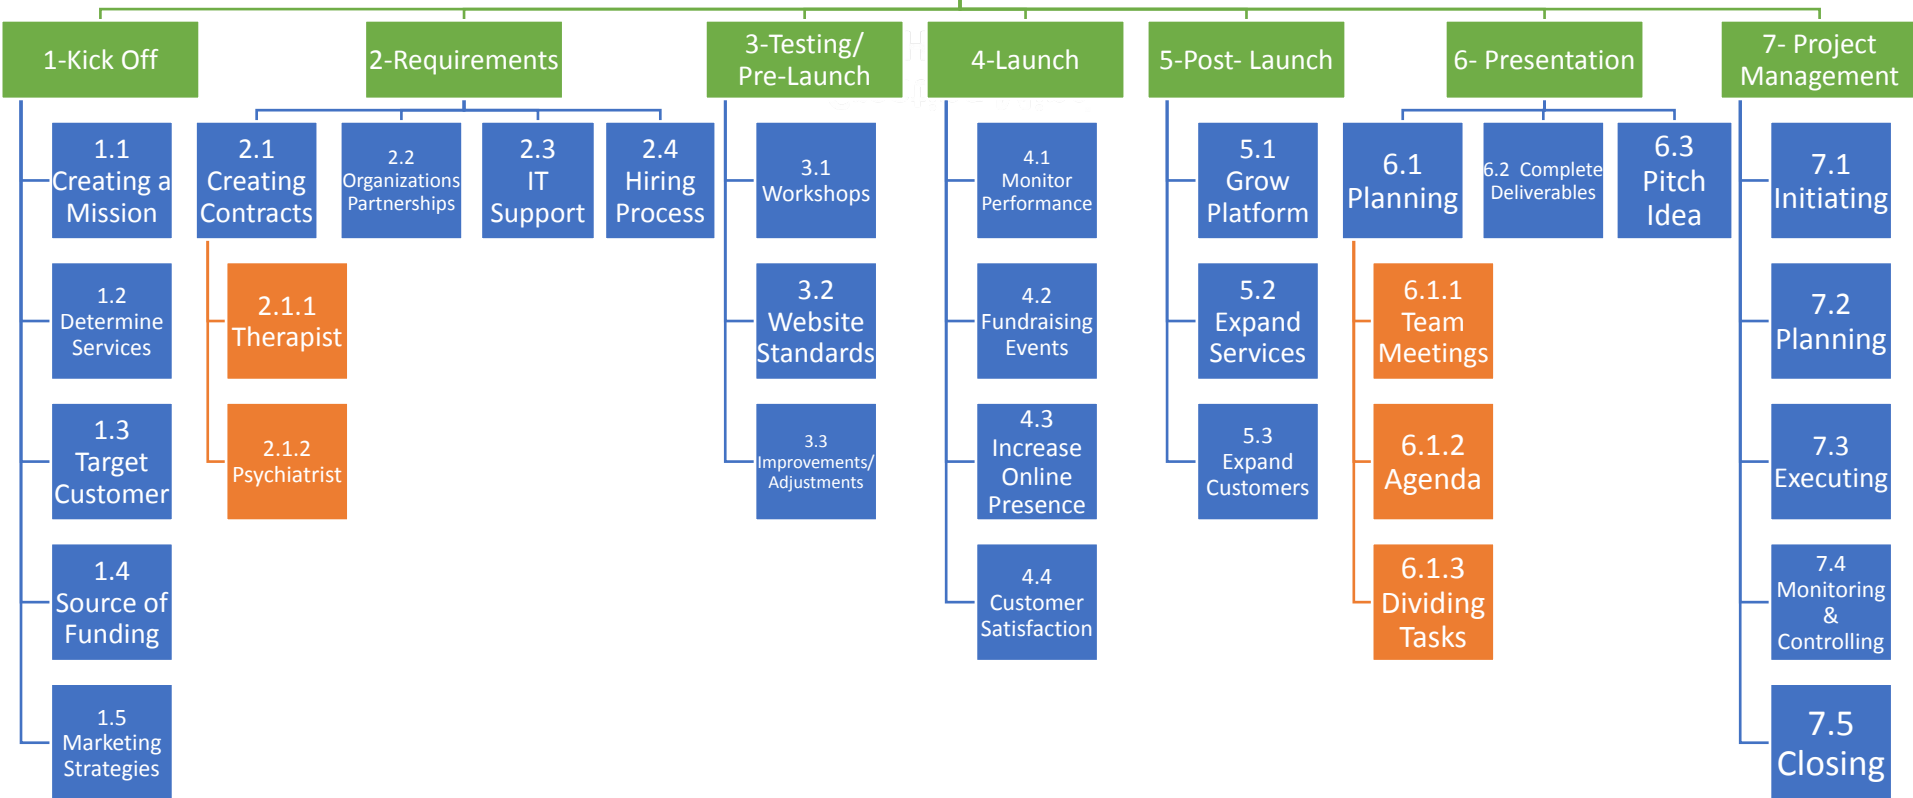 1-Kick Off
2-Requirements
3-Testing/
Pre-Launch
4-Launch
5-Post- Launch
6- Presentation
7- Project
Management
1.1
Creating a
Mission
1.2
Determine
Services
1.3
Target
Customer
1.4
Source of
Funding
1.5
Marketing
Strategies
2.1
Creating
Contracts
2.1.1
Therapist
2.1.2
Psychiatrist
2.2
Organizations
Partnerships
2.3
IT
Support
2.4
Hiring
Process
3.1
Workshops
3.2
Website
Standards
3.3
Improvements/
Adjustments
4.1
Monitor
Performance
4.2
Fundraising
Events
4.3
Increase
Online
Presence
4.4
Customer
Satisfaction
5.1
Grow
Platform
5.2
Expand
Services
5.3
Expand
Customers
6.1
Planning
6.1.1
Team
Meetings
6.1.2
Agenda
6.1.3
Dividing
Tasks
6.2 Complete
Deliverables
6.3
Pitch
Idea
7.1
Initiating
7.2
Planning
7.3
Executing
7.4
Monitoring
&
Controlling
7.5
Closing